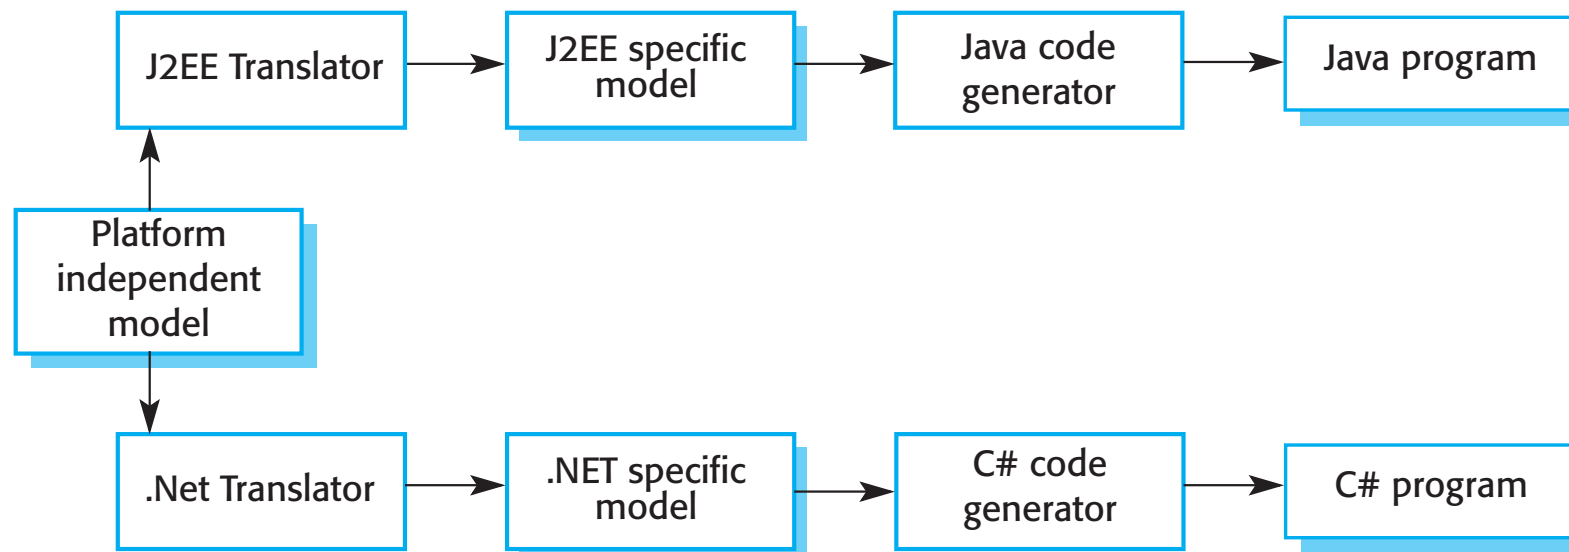 J2EE Translator
J2EE specific
model
Java code
generator
Java program
Platform
independent
model
.Net Translator
.NET specific
model
C# code
generator
C# program